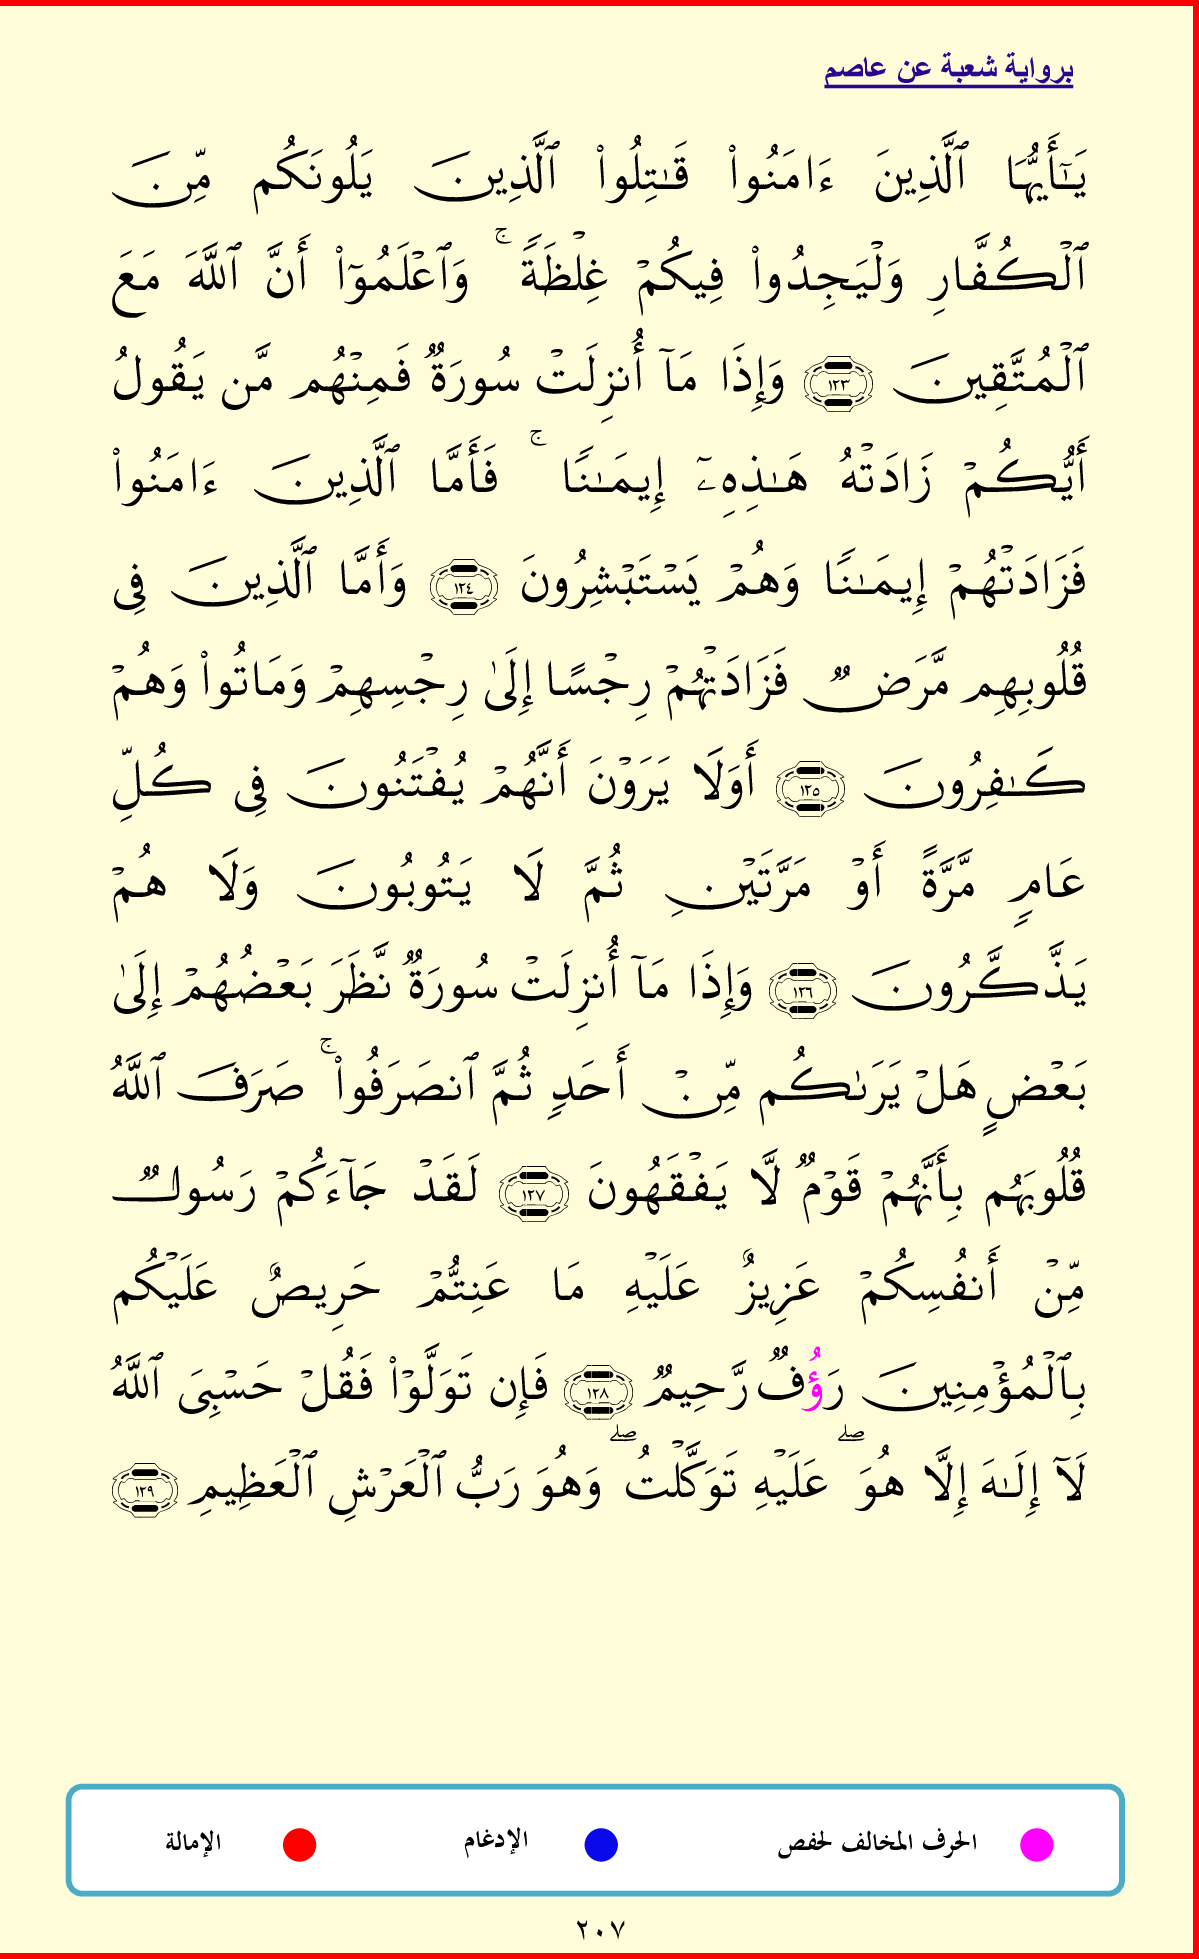 برواية شعبة عن عاصم
يَٰٓأَيُّهَا ٱلَّذِينَ ءَامَنُوا۟ قَٰتِلُوا۟ ٱلَّذِينَ يَلُونَكُم مِّنَ
ٱلْكُفَّارِ وَلْيَجِدُوا۟ فِيكُمْ غِلْظَةً ۚ وَٱعْلَمُوٓا۟ أَنَّ ٱللَّهَ مَعَ
ٱلْمُتَّقِينَ ١٢٣ وَإِذَا مَآ أُنزِلَتْ سُورَةٌ فَمِنْهُم مَّن يَقُولُ
أَيُّكُمْ زَادَتْهُ هَٰذِهِۦٓ إِيمَٰنًا ۚ فَأَمَّا ٱلَّذِينَ ءَامَنُوا۟
فَزَادَتْهُمْ إِيمَٰنًا وَهُمْ يَسْتَبْشِرُونَ ١٢٤ وَأَمَّا ٱلَّذِينَ فِى
قُلُوبِهِم مَّرَضٌ فَزَادَتْهُمْ رِجْسًا إِلَىٰ رِجْسِهِمْ وَمَاتُوا۟ وَهُمْ
كَٰفِرُونَ ١٢٥ أَوَلَا يَرَوْنَ أَنَّهُمْ يُفْتَنُونَ فِى كُلِّ
عَامٍ مَّرَّةً أَوْ مَرَّتَيْنِ ثُمَّ لَا يَتُوبُونَ وَلَا هُمْ
يَذَّكَّرُونَ ١٢٦ وَإِذَا مَآ أُنزِلَتْ سُورَةٌ نَّظَرَ بَعْضُهُمْ إِلَىٰ
بَعْضٍ هَلْ يَرَىٰكُم مِّنْ أَحَدٍ ثُمَّ ٱنصَرَفُوا۟ ۚ صَرَفَ ٱللَّهُ
قُلُوبَهُم بِأَنَّهُمْ قَوْمٌ لَّا يَفْقَهُونَ ١٢٧ لَقَدْ جَآءَكُمْ رَسُولٌ
مِّنْ أَنفُسِكُمْ عَزِيزٌ عَلَيْهِ مَا عَنِتُّمْ حَرِيصٌ عَلَيْكُم
بِٱلْمُؤْمِنِينَ رَؤُفٌ رَّحِيمٌ ١٢٨ فَإِن تَوَلَّوْا۟ فَقُلْ حَسْبِىَ ٱللَّهُ
لَآ إِلَٰهَ إِلَّا هُوَ ۖ عَلَيْهِ تَوَكَّلْتُ ۖ وَهُوَ رَبُّ ٱلْعَرْشِ ٱلْعَظِيمِ ١٢٩
الحرف المخالف لحفص الإدغام الإمالة
٢٠٧